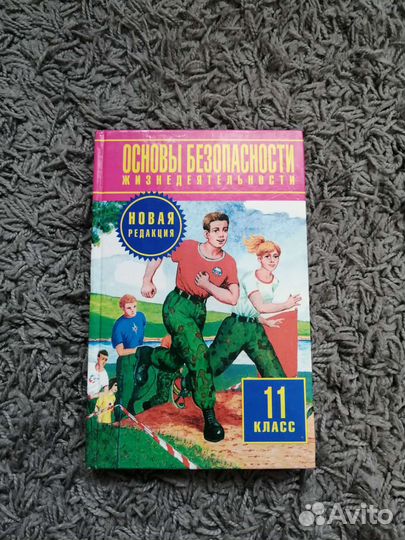 ОСНОВЫ БЕЗОПАСНОСТИ
ЖИЗНЕДЕЯТЕЛЬНОСТИ
НОВАЯ
РЕДАКЦИЯ
11
КЛАСС
Avito